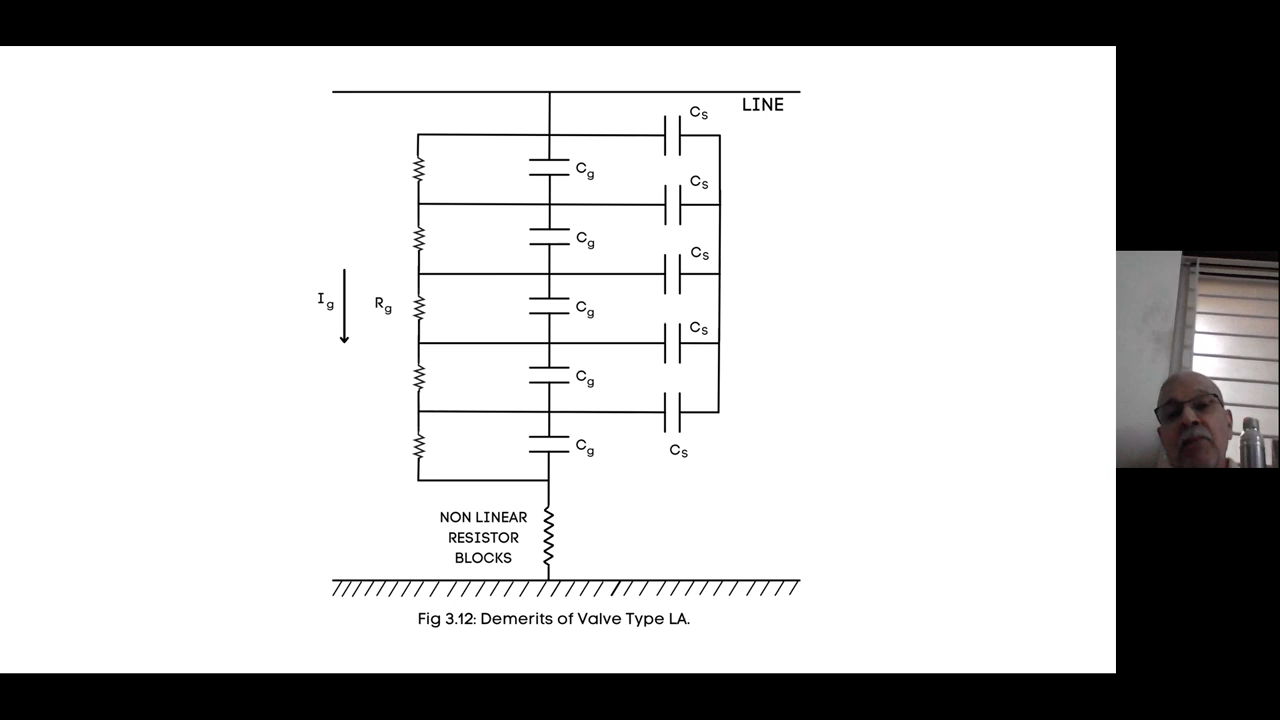 LINE
Cs
Cg
Cs
Cg
Cs
Ig
Rg
Cg
Cs
Cg
Cg
Cs
NON LINEAR
RESISTOR
BLOCKS
Fig 3.12: Demerits of Valve Type LA.